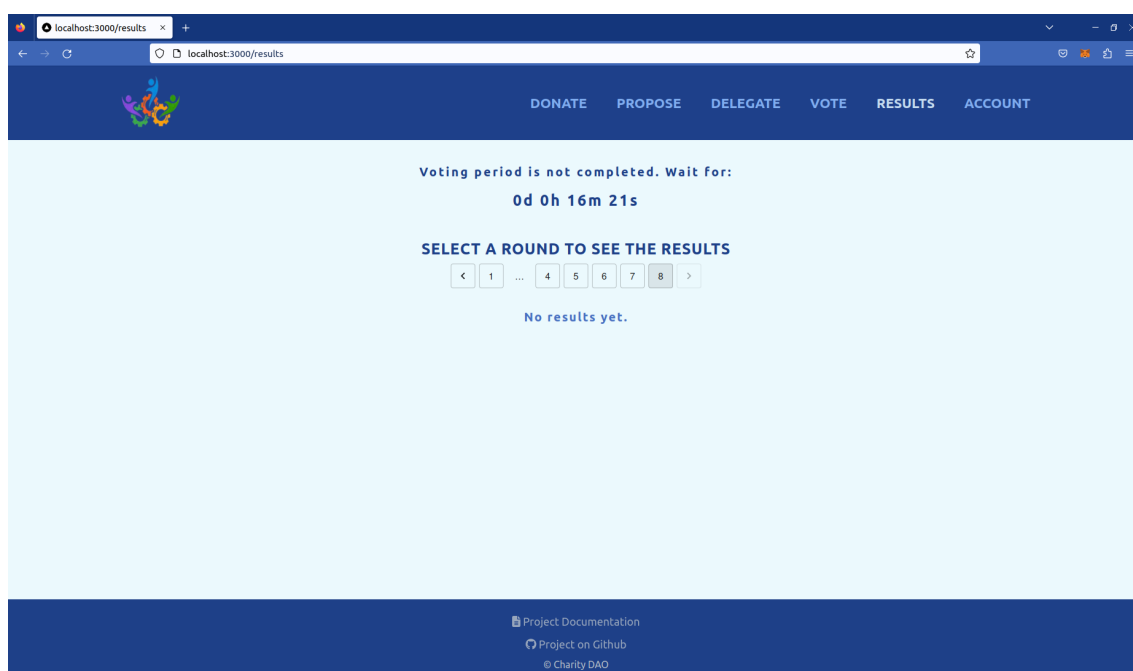 localhost:3000/results × +
localhost:3000/results
DONATE PROPOSE DELEGATE VOTE RESULTS ACCOUNT
Voting period is not completed. Wait for:
0d 0h 16m 21s
SELECT A ROUND TO SEE THE RESULTS
< 1 ... 4 5 6 7 8 >
No results yet.
Project Documentation
Project on Github
© Charity DAO